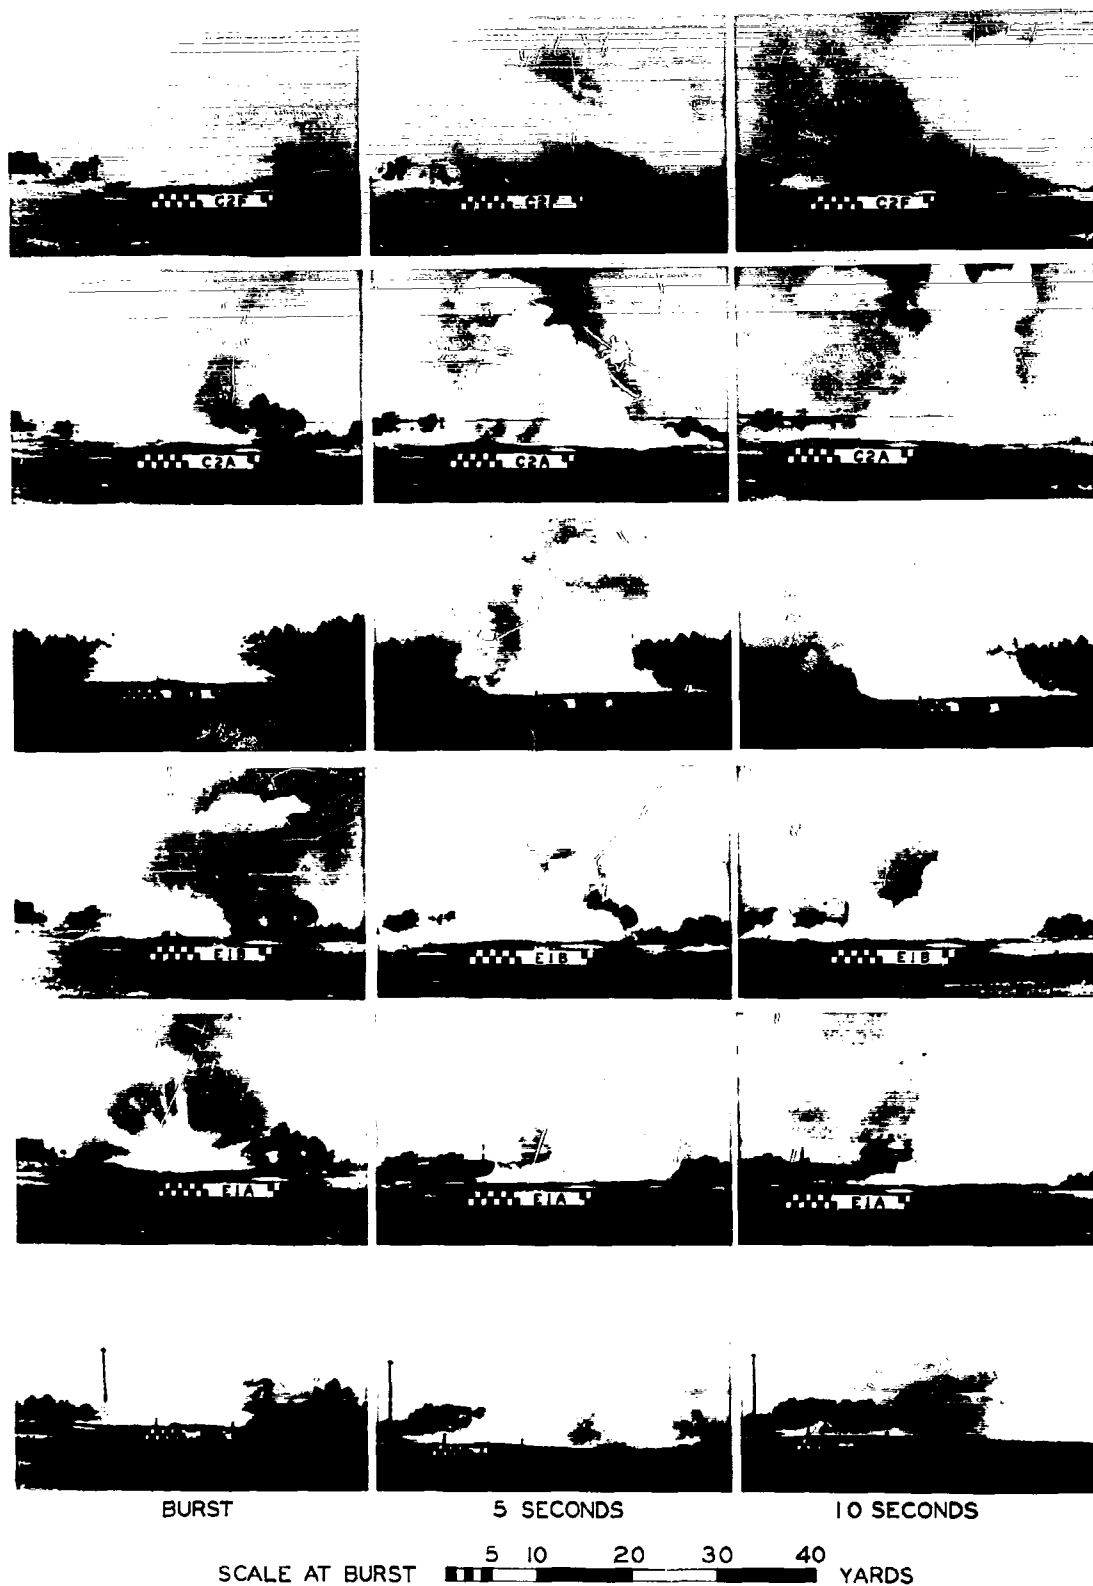 C2F C2F C2F
C2A C2A C2A
E1B E1B
E1A E1A E1A
BURST 5 SECONDS 10 SECONDS
5 10 20 30 40
SCALE AT BURST YARDS